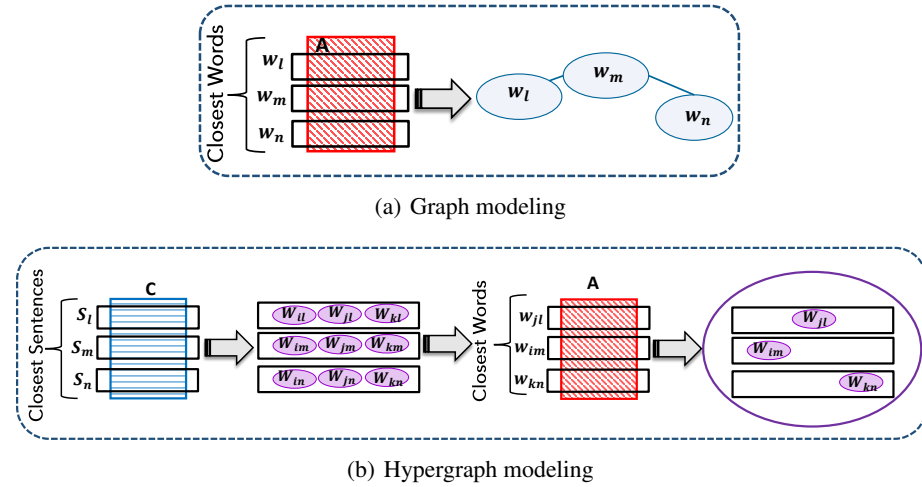 Closest Words
A
w_l
w_m
w_n
w_l
w_m
w_n
(a) Graph modeling
Closest Sentences
C
S_l
S_m
S_n
W_il W_jl W_kl
W_im W_jm W_km
W_in W_jn W_kn
Closest Words
A
w_jl
w_im
w_kn
W_jl
W_im
W_kn
(b) Hypergraph modeling